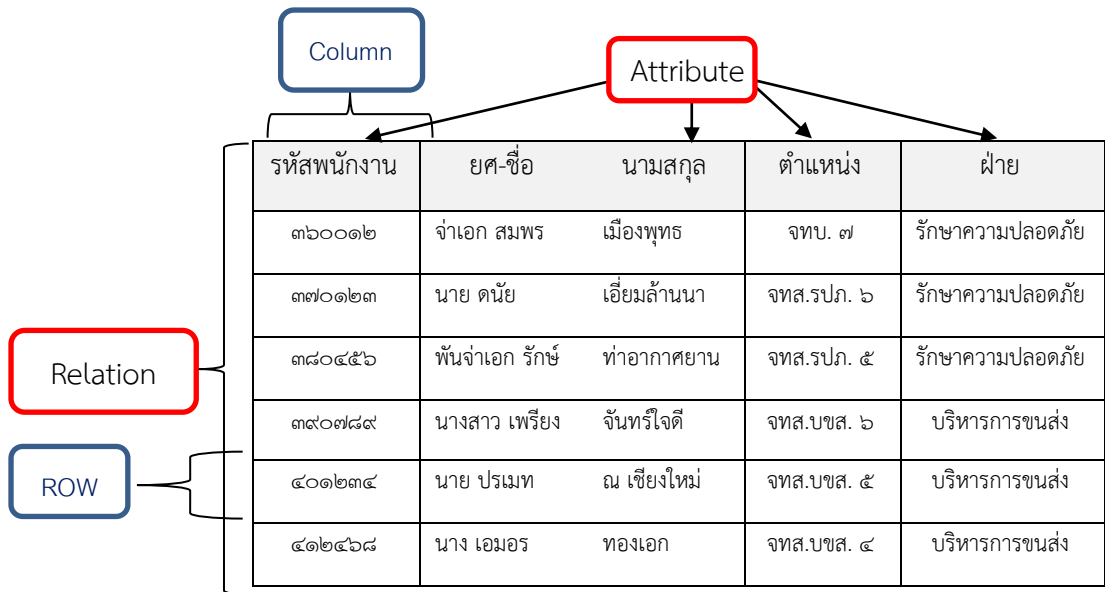 Column
Attribute
รหัสพนักงาน ยศ-ชื่อ นามสกุล ตำแหน่ง ฝ่าย
๓๖๐๐๑๒ จ่าเอก สมพร เมืองพุทธ จทบ. ๗ รักษาความปลอดภัย
๓๗๐๑๒๓ นาย ดนัย เอี่ยมล้านนา จทส.รปภ. ๖ รักษาความปลอดภัย
๓๘๐๔๕๖ พันจ่าเอก รักษ์ ท่าอากาศยาน จทส.รปภ. ๕ รักษาความปลอดภัย
Relation
๓๙๐๗๘๙ นางสาว เพรียง จันทร์ใจดี จทส.บขส. ๖ บริหารการขนส่ง
ROW
๔๐๑๒๓๔ นาย ปรเมท ณ เชียงใหม่ จทส.บขส. ๕ บริหารการขนส่ง
๔๑๒๔๖๘ นาง เอมอร ทองเอก จทส.บขส. ๔ บริหารการขนส่ง